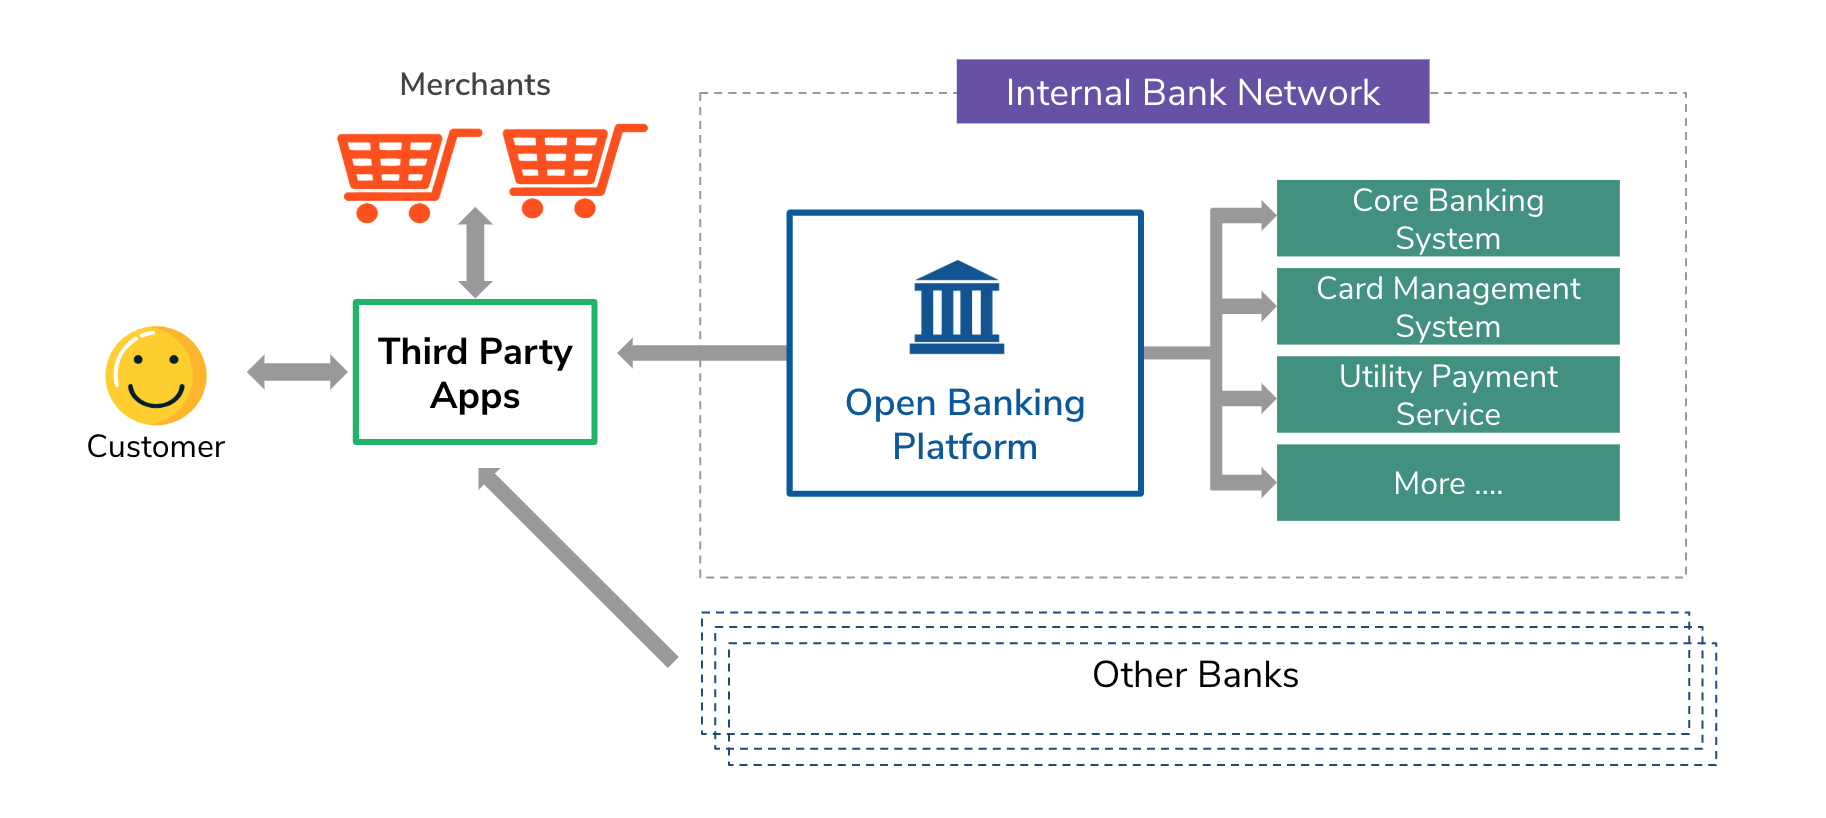 Merchants
Internal Bank Network
Core Banking
System
Card Management
System
Third Party
Apps
Utility Payment
Service
Open Banking
Platform
Customer
More ....
Other Banks